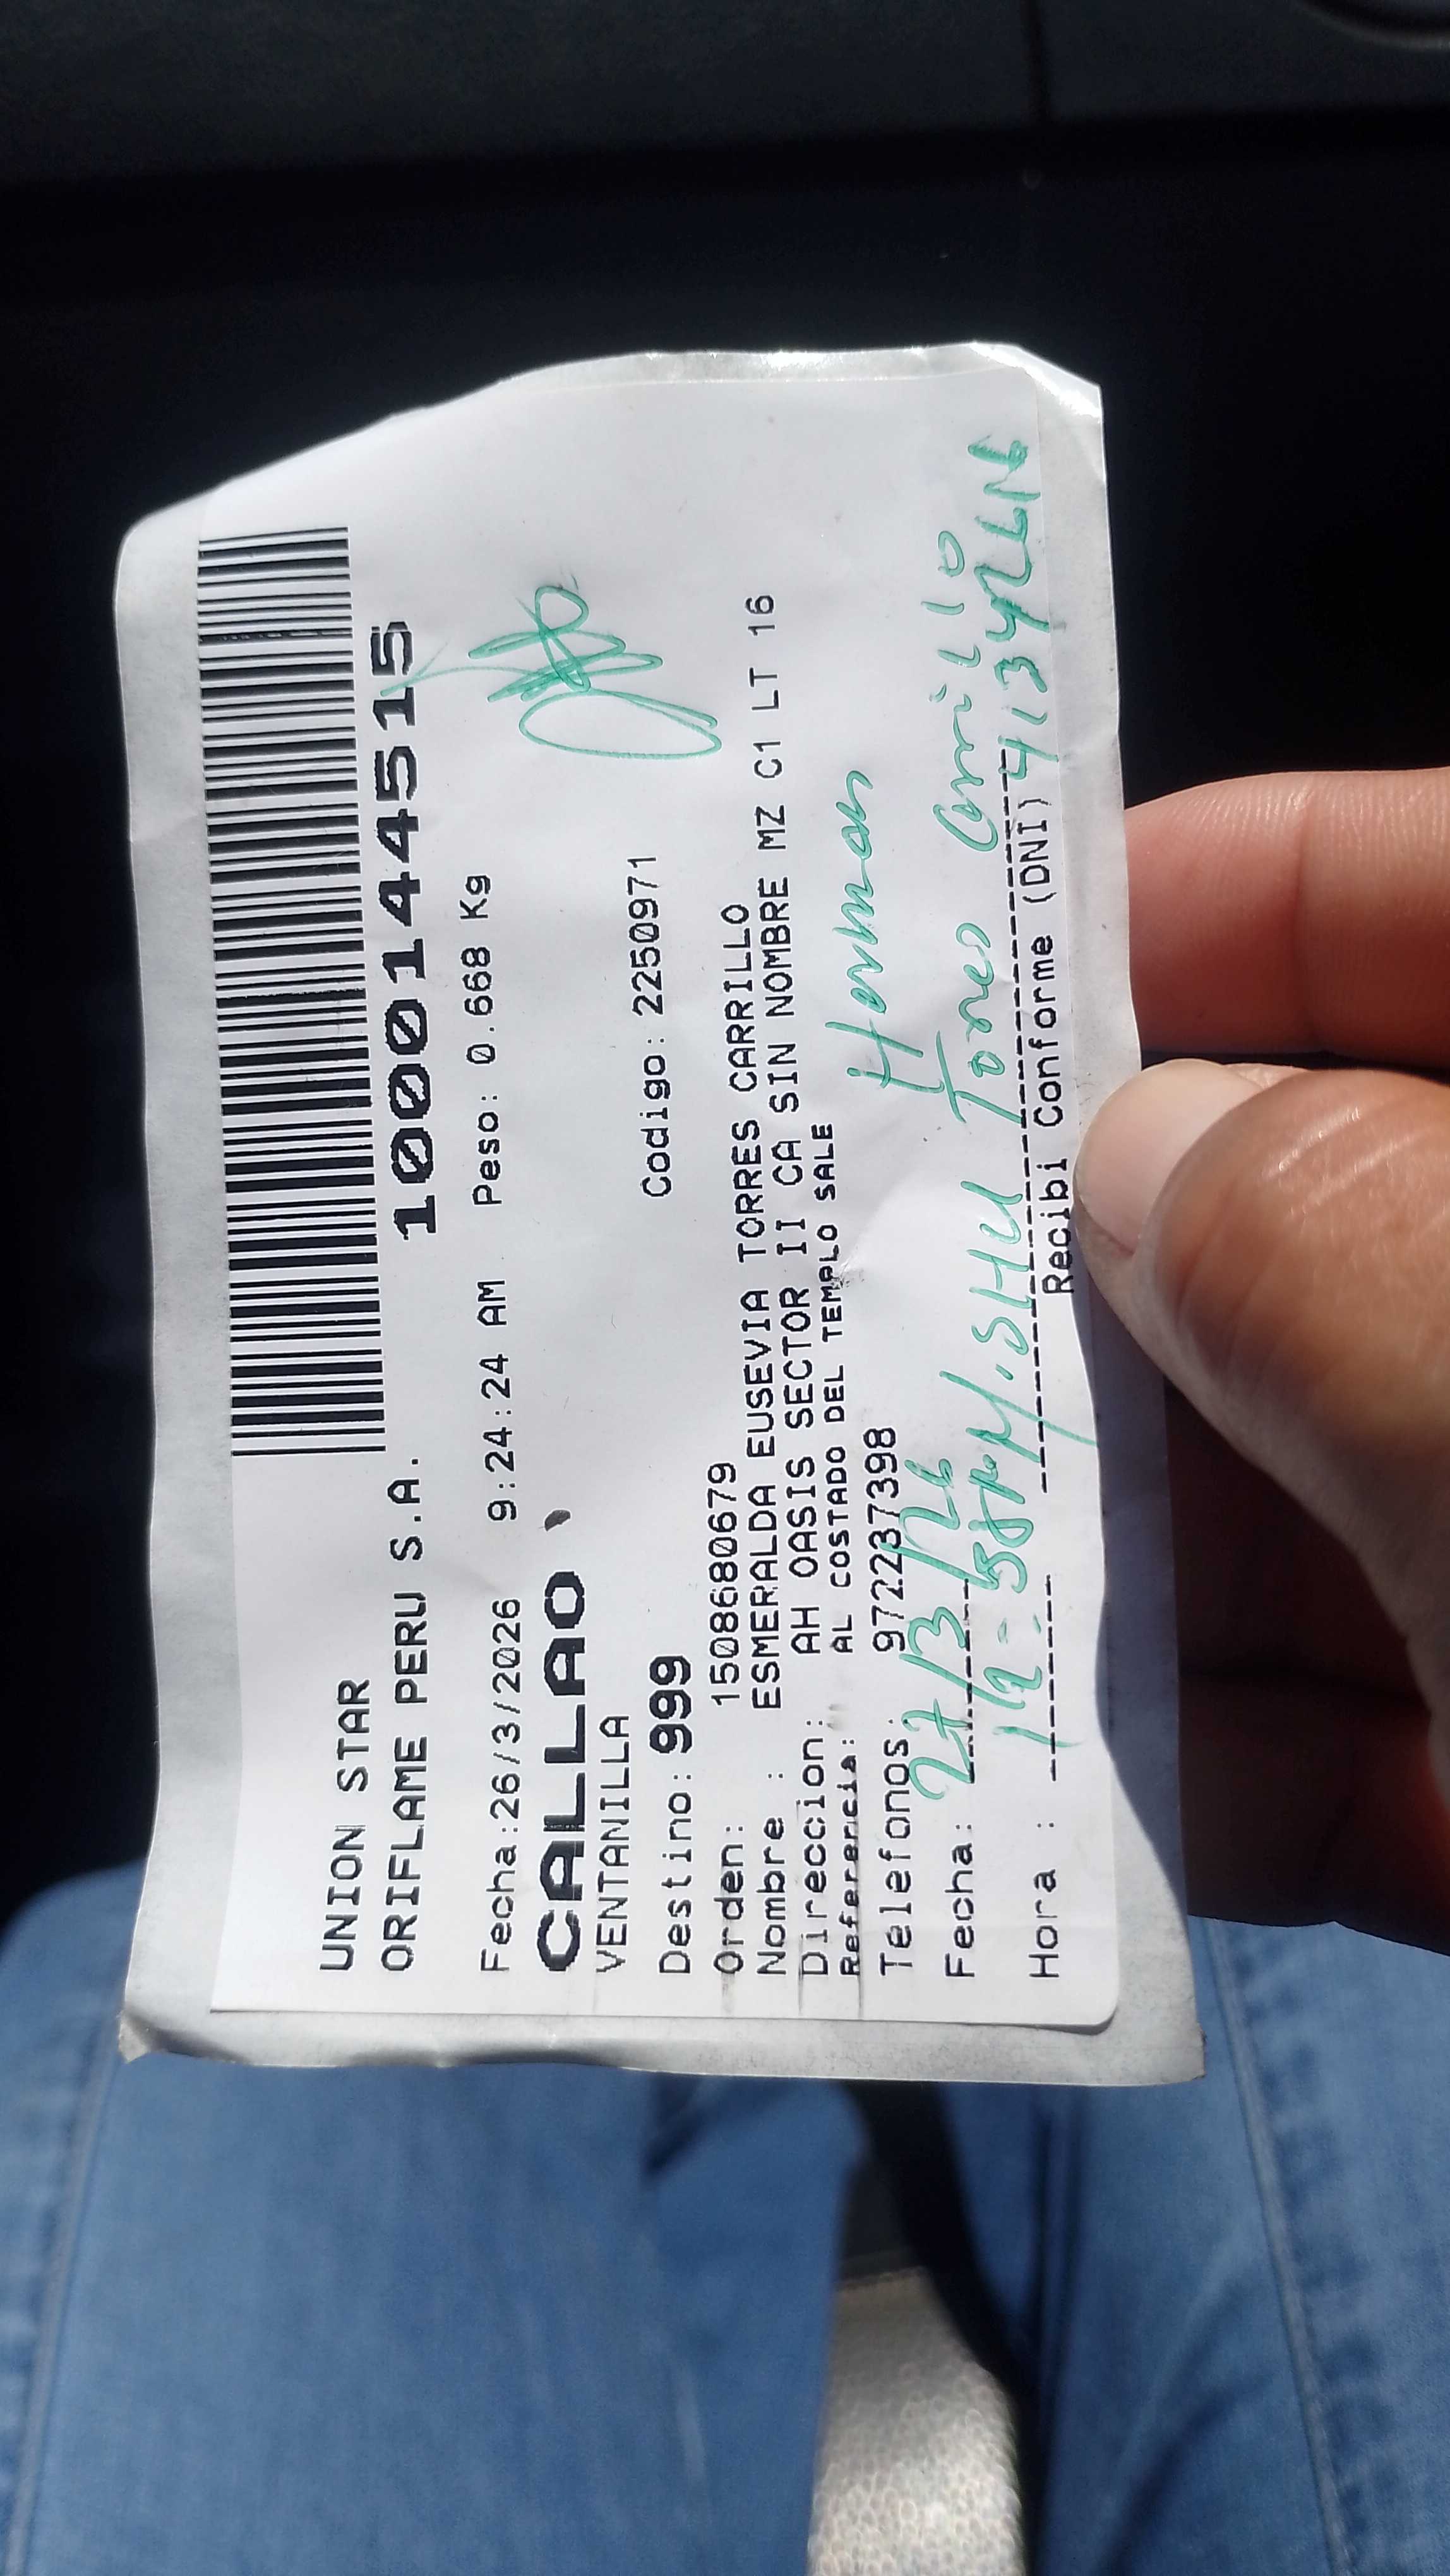 UNION STAR
ORIFLAME PERU S.A. 1000144515
Fecha:26/3/2026 9:24:24 AM Peso: 0.668 Kg
CALLAO
VENTANILLA
Destino: 999 Codigo: 2250971
Orden: 1508680679
Nombre : ESMERALDA EUSEVIA TORRES CARRILLO
Direccion: AH OASIS SECTOR II CA SIN NOMBRE MZ C1 LT 16
Referencia: AL COSTADO DEL TEMPLO SALE
Telefonos: 972237398
Herman
Fecha: 27/3/26
Torres Carrillo
Hora :
Recibi Conforme (DNI)